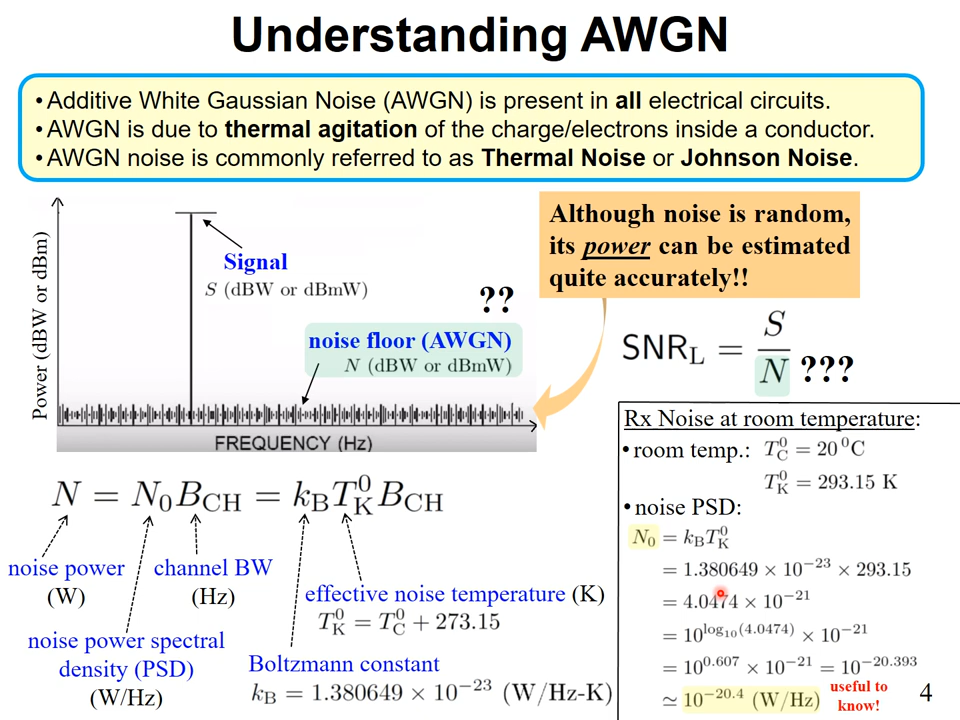 Understanding AWGN
• Additive White Gaussian Noise (AWGN) is present in all electrical circuits.
• AWGN is due to thermal agitation of the charge/electrons inside a conductor.
• AWGN noise is commonly referred to as Thermal Noise or Johnson Noise.
Power (dBW or dBm)
Signal
S (dBW or dBmW)
??
noise floor (AWGN)
N (dBW or dBmW)
FREQUENCY (Hz)
Although noise is random,
its power can be estimated
quite accurately!!
SNR_L = S/N ???
N = N₀B_CH = k_B T_K^0 B_CH
noise power
(W)
channel BW
(Hz)
noise power spectral
density (PSD)
(W/Hz)
effective noise temperature (K)
T_K^0 = T_C^0 + 273.15
Boltzmann constant
k_B = 1.380649 × 10^−23 (W/Hz-K)
Rx Noise at room temperature:
• room temp.: T_C^0 = 20 ^0C
T_K^0 = 293.15 K
• noise PSD:
N₀ = k_B T_K^0
= 1.380649 × 10^−23 × 293.15
= 4.0474 × 10^−21
= 10^log₁₀(4.0474) × 10^−21
= 10^0.607 × 10^−21 = 10^−20.393
≃ 10^−20.4 (W/Hz)
useful to
know!
4